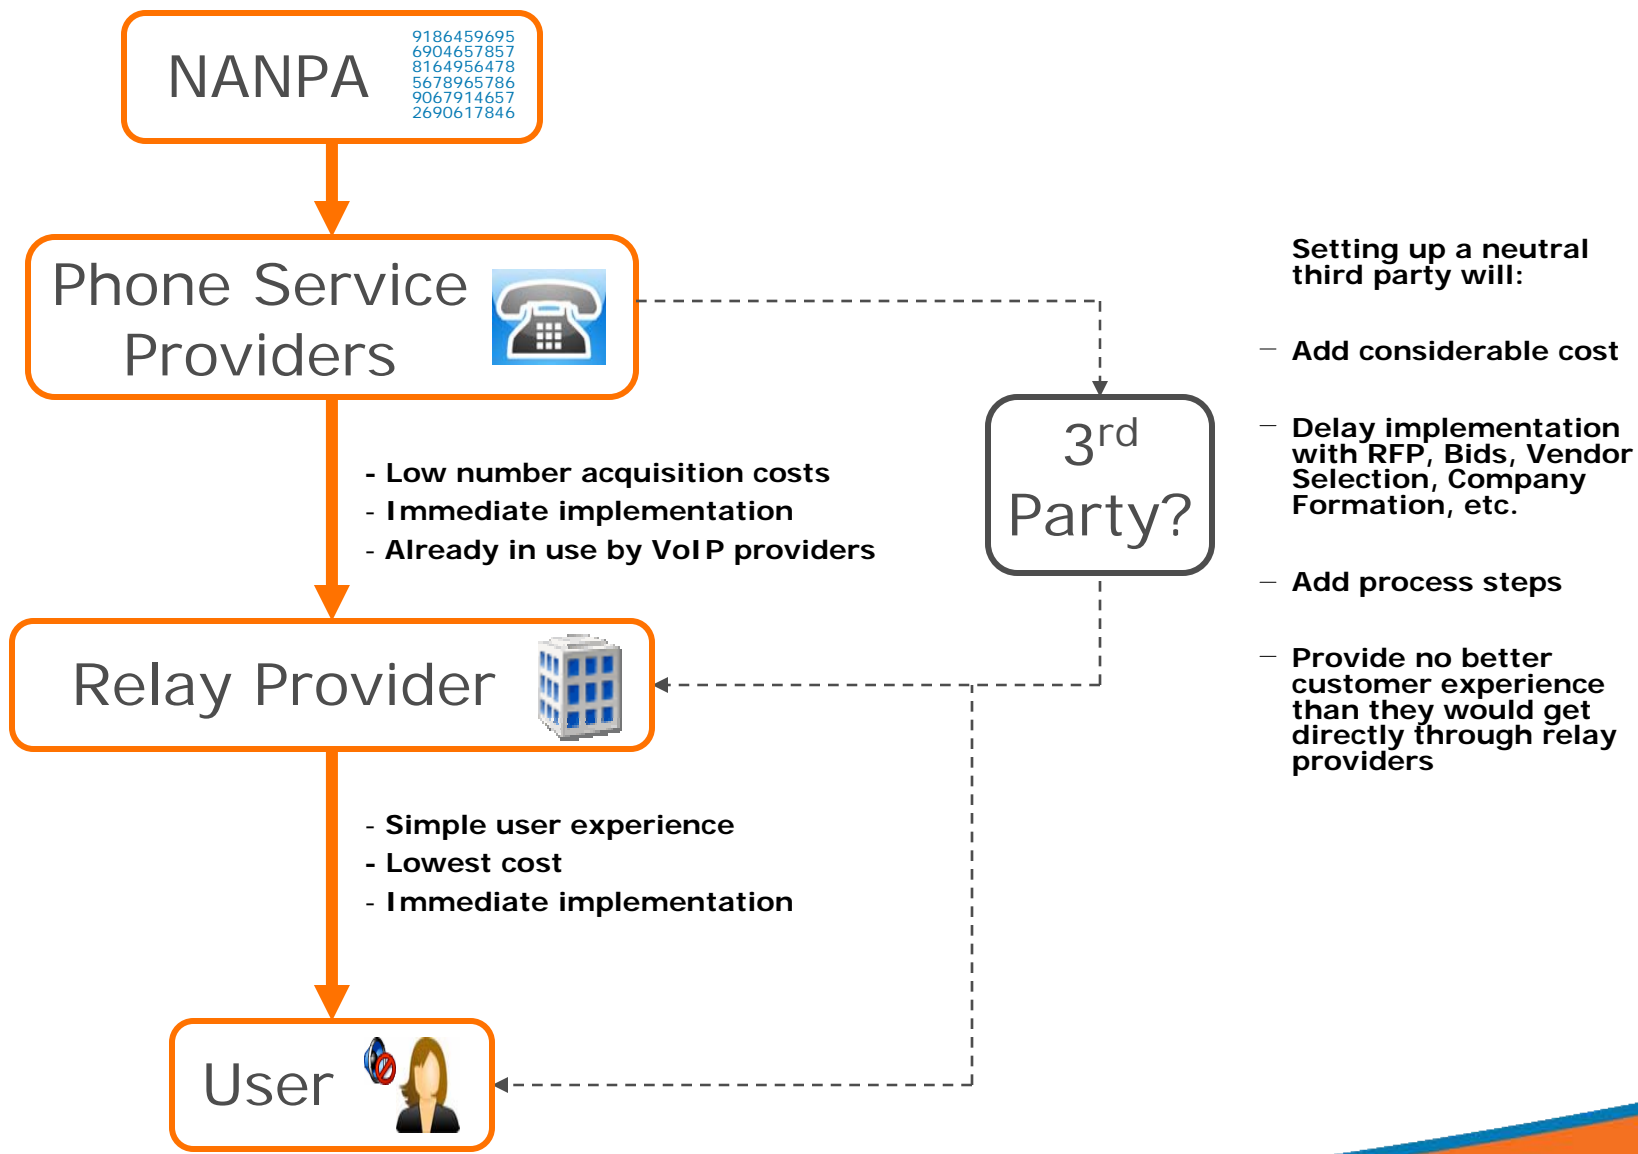 NANPA
9186459695
6904657857
8164956478
5678965786
9067914657
2690617846
Phone Service
Providers
- Low number acquisition costs
- Immediate implementation
- Already in use by VoIP providers
Relay Provider
- Simple user experience
- Lowest cost
- Immediate implementation
User
3rd
Party?
Setting up a neutral
third party will:
– Add considerable cost
– Delay implementation
with RFP, Bids, Vendor
Selection, Company
Formation, etc.
– Add process steps
– Provide no better
customer experience
than they would get
directly through relay
providers